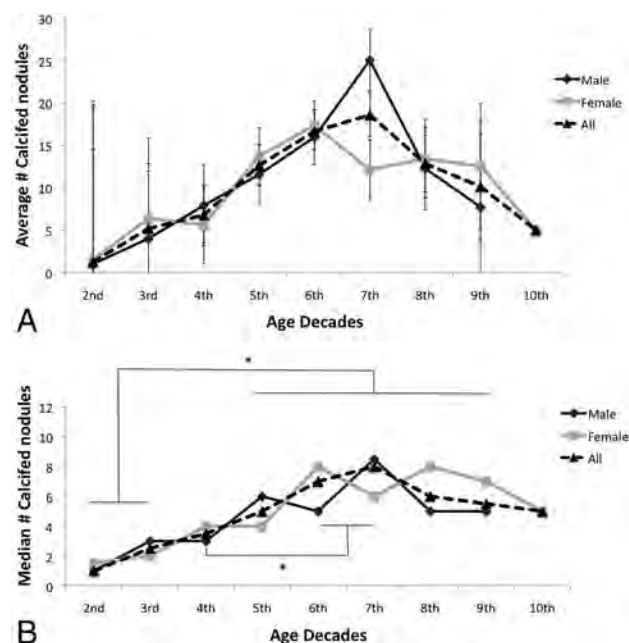 30
25
20
15
10
5
0
Average # Calcifed nodules
2nd 3rd 4th 5th 6th 7th 8th 9th 10th
Age Decades
Male
Female
All
A
*
12
10
8
6
4
2
0
Median # Calcifed nodules
*
2nd 3rd 4th 5th 6th 7th 8th 9th 10th
Age Decades
Male
Female
All
B